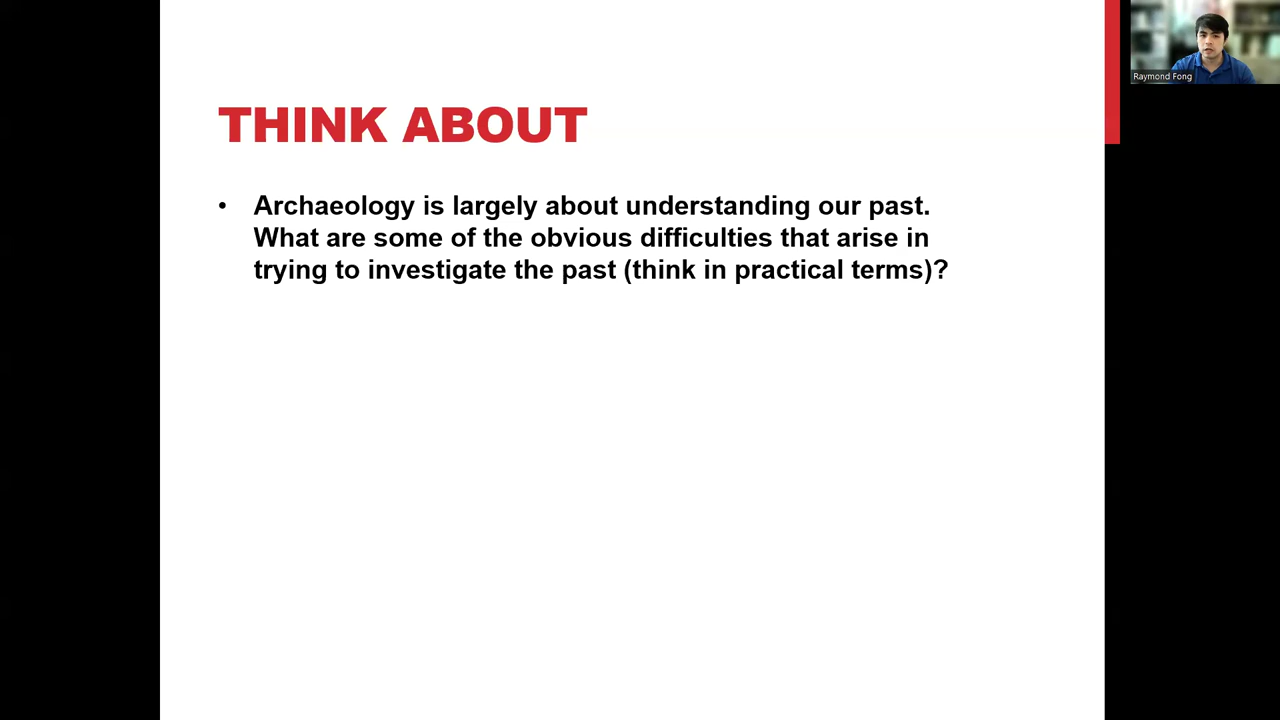 THINK ABOUT
• Archaeology is largely about understanding our past.
What are some of the obvious difficulties that arise in
trying to investigate the past (think in practical terms)?
Raymond Fong